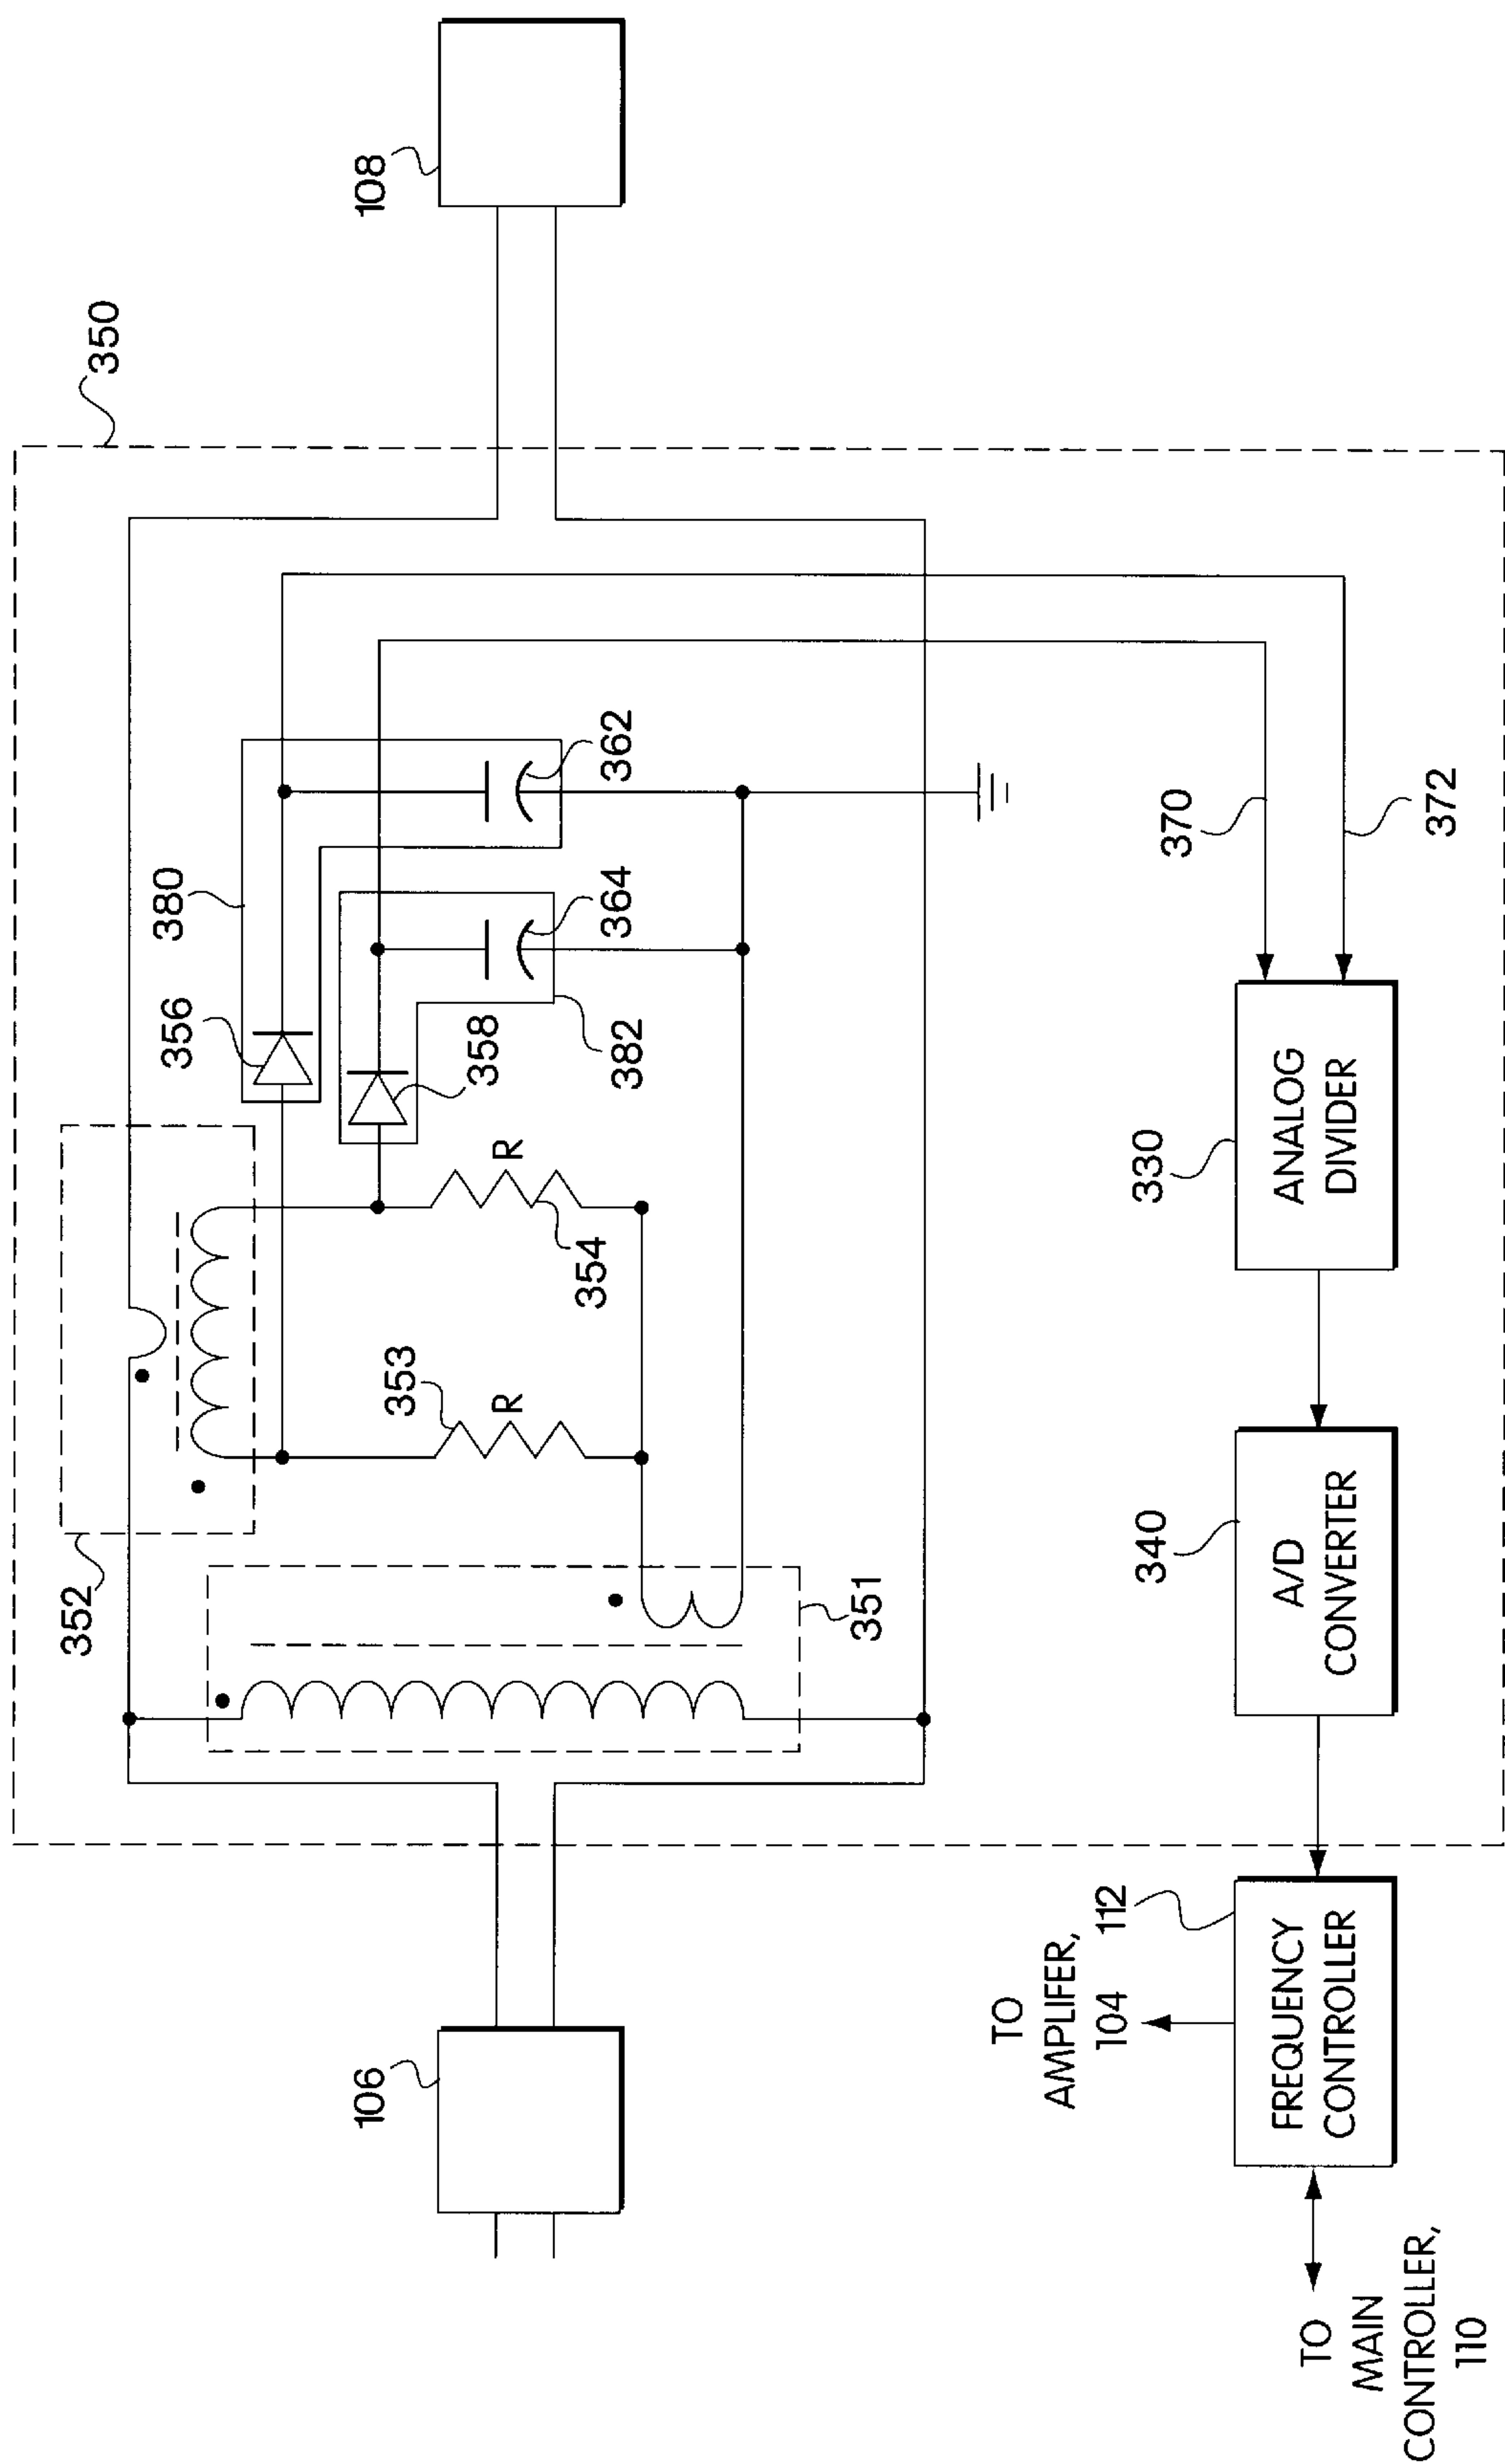 350
352
356
380
108
R
353
R
354
358
382
364
362
351
106
370
372
TO
AMPLIFER,
104
112
FREQUENCY
CONTROLLER
340
A/D
CONVERTER
330
ANALOG
DIVIDER
TO
MAIN
CONTROLLER,
110